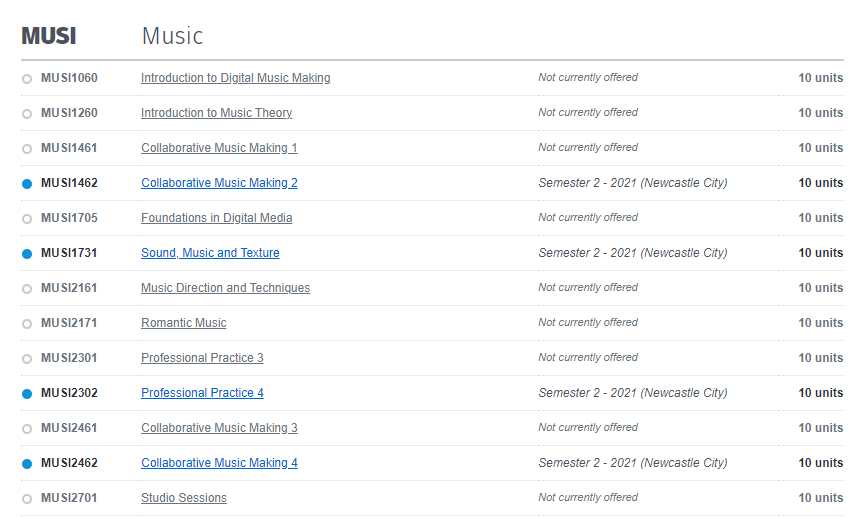 MUSI Music
MUSI1060 Introduction to Digital Music Making Not currently offered 10 units
MUSI1260 Introduction to Music Theory Not currently offered 10 units
MUSI1461 Collaborative Music Making 1 Not currently offered 10 units
MUSI1462 Collaborative Music Making 2 Semester 2 - 2021 (Newcastle City) 10 units
MUSI1705 Foundations in Digital Media Not currently offered 10 units
MUSI1731 Sound, Music and Texture Semester 2 - 2021 (Newcastle City) 10 units
MUSI2161 Music Direction and Techniques Not currently offered 10 units
MUSI2171 Romantic Music Not currently offered 10 units
MUSI2301 Professional Practice 3 Not currently offered 10 units
MUSI2302 Professional Practice 4 Semester 2 - 2021 (Newcastle City) 10 units
MUSI2461 Collaborative Music Making 3 Not currently offered 10 units
MUSI2462 Collaborative Music Making 4 Semester 2 - 2021 (Newcastle City) 10 units
MUSI2701 Studio Sessions Not currently offered 10 units